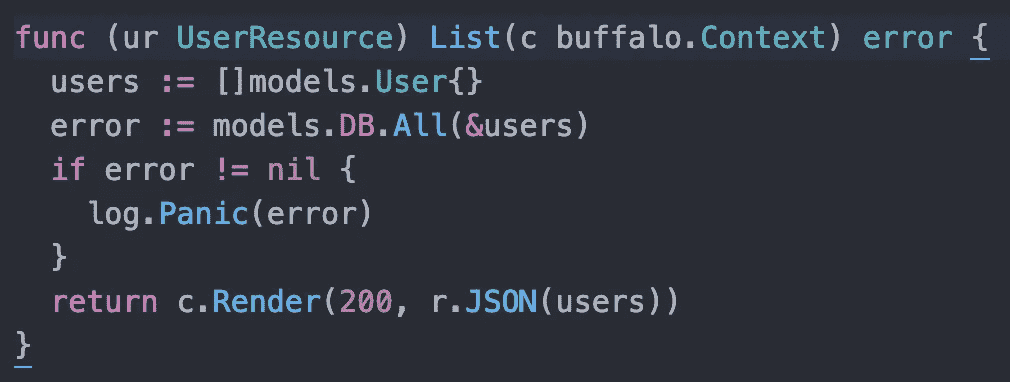 func (ur UserResource) List(c buffalo.Context) error {
  users := []models.User{}
  error := models.DB.All(&users)
  if error != nil {
    log.Panic(error)
  }
  return c.Render(200, r.JSON(users))
}